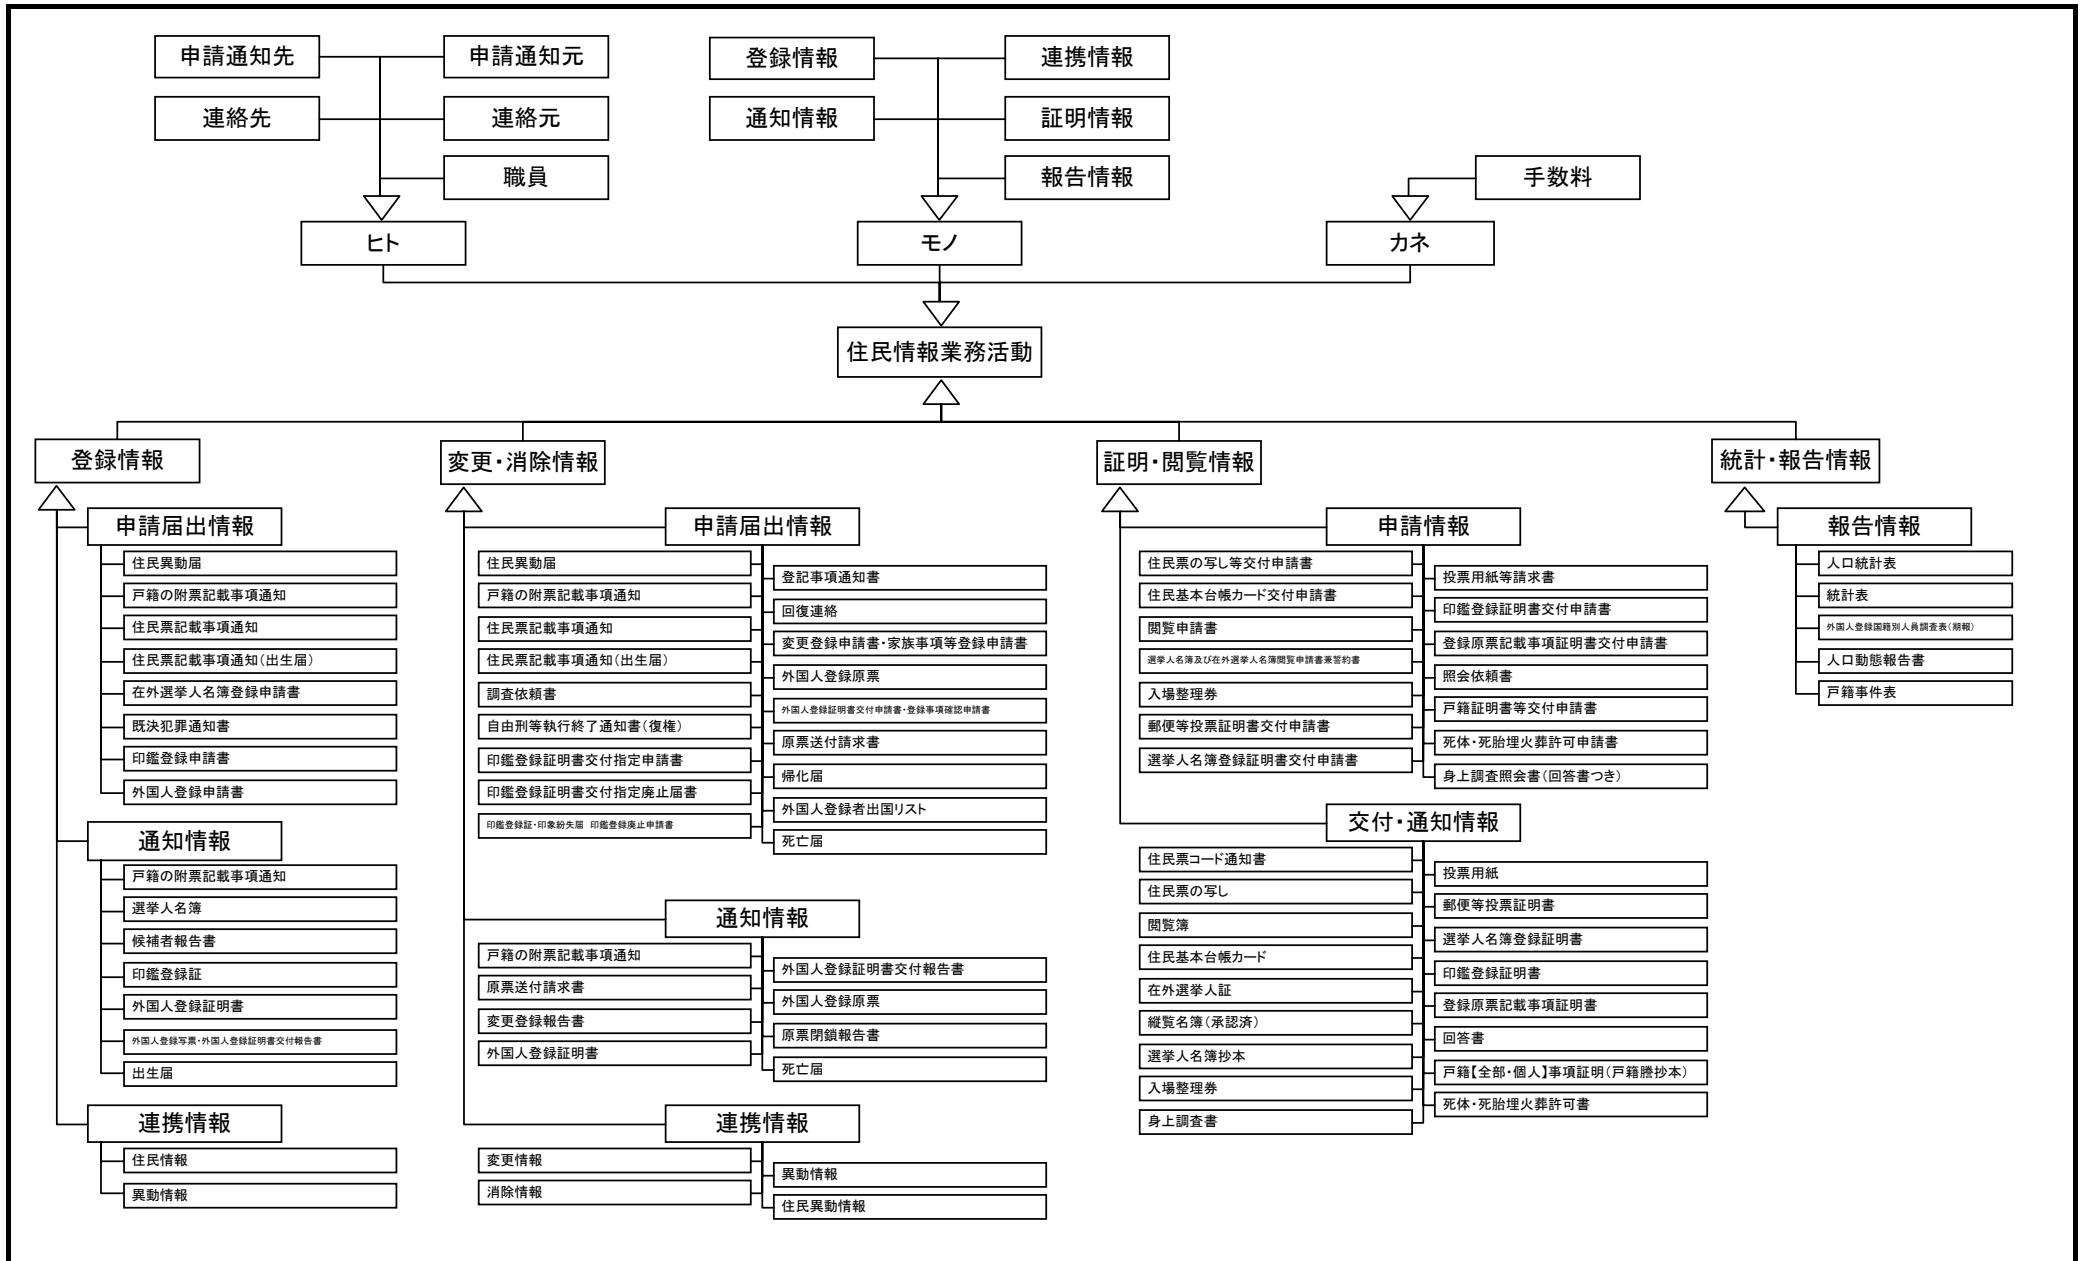 申請通知先
申請通知元
連絡先
連絡元
職員
ヒト
登録情報
連携情報
通知情報
証明情報
報告情報
モノ
手数料
カネ
住民情報業務活動
登録情報
申請届出情報
住民異動届
戸籍の附票記載事項通知
住民票記載事項通知
住民票記載事項通知(出生届)
在外選挙人名簿登録申請書
既決犯罪通知書
印鑑登録申請書
外国人登録申請書
通知情報
戸籍の附票記載事項通知
選挙人名簿
候補者報告書
印鑑登録証
外国人登録証明書
外国人登録写票・外国人登録証明書交付報告書
出生届
連携情報
住民情報
異動情報
変更・消除情報
申請届出情報
住民異動届
戸籍の附票記載事項通知
住民票記載事項通知
住民票記載事項通知(出生届)
調査依頼書
自由刑等執行終了通知書(復権)
印鑑登録証明書交付指定申請書
印鑑登録証明書交付指定廃止届書
印鑑登録証・印象紛失届 印鑑登録廃止申請書
登記事項通知書
回復連絡
変更登録申請書・家族事項等登録申請書
外国人登録原票
外国人登録証明書交付申請書・登録事項確認申請書
原票送付請求書
帰化届
外国人登録者出国リスト
死亡届
通知情報
戸籍の附票記載事項通知
原票送付請求書
変更登録報告書
外国人登録証明書
外国人登録証明書交付報告書
外国人登録原票
原票閉鎖報告書
死亡届
連携情報
変更情報
消除情報
異動情報
住民異動情報
証明・閲覧情報
申請情報
住民票の写し等交付申請書
住民基本台帳カード交付申請書
閲覧申請書
選挙人名簿及び在外選挙人名簿閲覧申請書兼誓約書
入場整理券
郵便等投票証明書交付申請書
選挙人名簿登録証明書交付申請書
投票用紙等請求書
印鑑登録証明書交付申請書
登録原票記載事項証明書交付申請書
照会依頼書
戸籍証明書等交付申請書
死体・死胎埋火葬許可申請書
身上調査照会書(回答書つき)
交付・通知情報
住民票コード通知書
住民票の写し
閲覧簿
住民基本台帳カード
在外選挙人証
縦覧名簿(承認済)
選挙人名簿抄本
入場整理券
身上調査書
投票用紙
郵便等投票証明書
選挙人名簿登録証明書
印鑑登録証明書
登録原票記載事項証明書
回答書
戸籍【全部・個人】事項証明(戸籍謄抄本)
死体・死胎埋火葬許可書
統計・報告情報
報告情報
人口統計表
統計表
外国人登録国籍別人員調査表(期報)
人口動態報告書
戸籍事件表